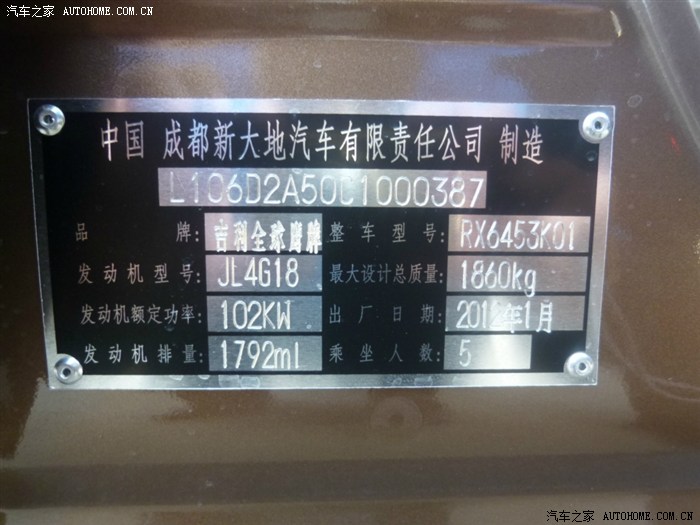 汽车之家 AUTOHOME.COM.CN
中国 成都新大地汽车有限责任公司 制造
L106D2A50C1000387
品牌: 吉利全球鹰牌 整车型号: RX6453K01
发动机型号: JL4G18 最大设计总质量: 1860kg
发动机额定功率: 102KW 出厂日期: 2012年1月
发动机排量: 1792ml 乘坐人数: 5
汽车之家 AUTOHOME.COM.CN